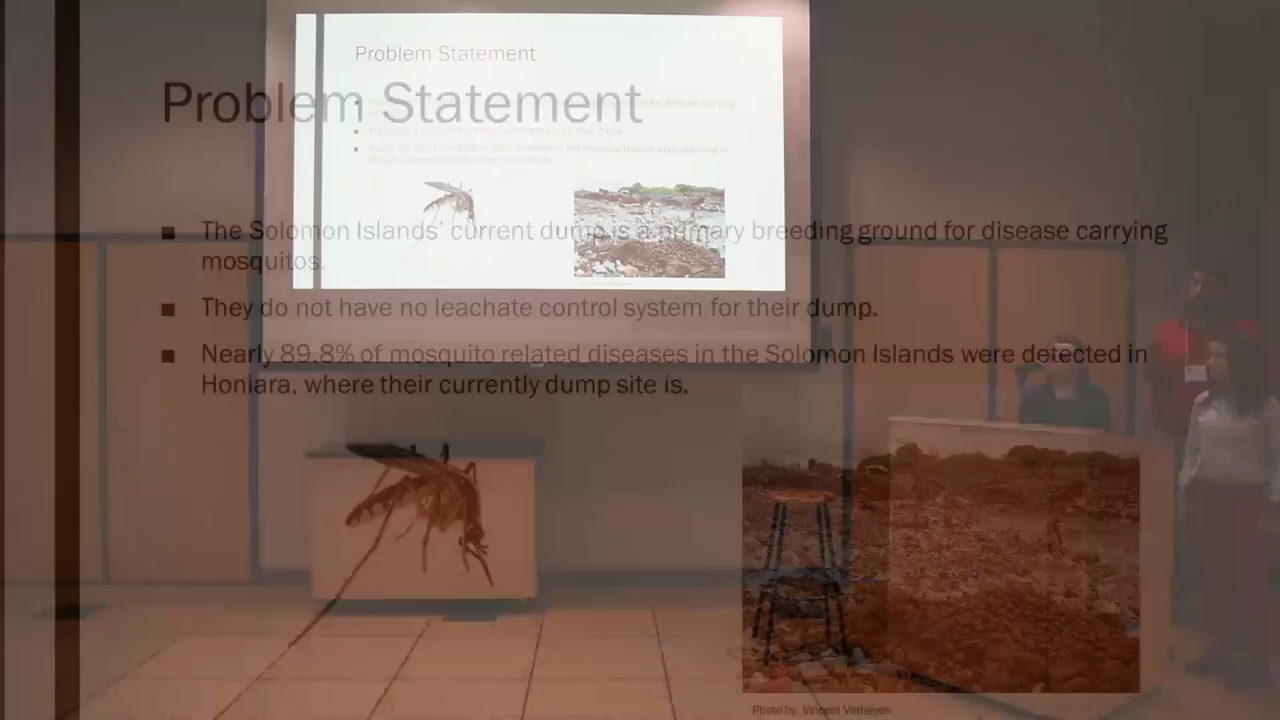 Problem Statement
Problem Statement
The Solomon Islands' current dump is a primary breeding ground for disease carrying
mosquitos.
They do not have no leachate control system for their dump.
Nearly 89.8% of mosquito related diseases in the Solomon Islands were detected in
Honiara, where their currently dump site is.
Photo by: Vincent Verheyen